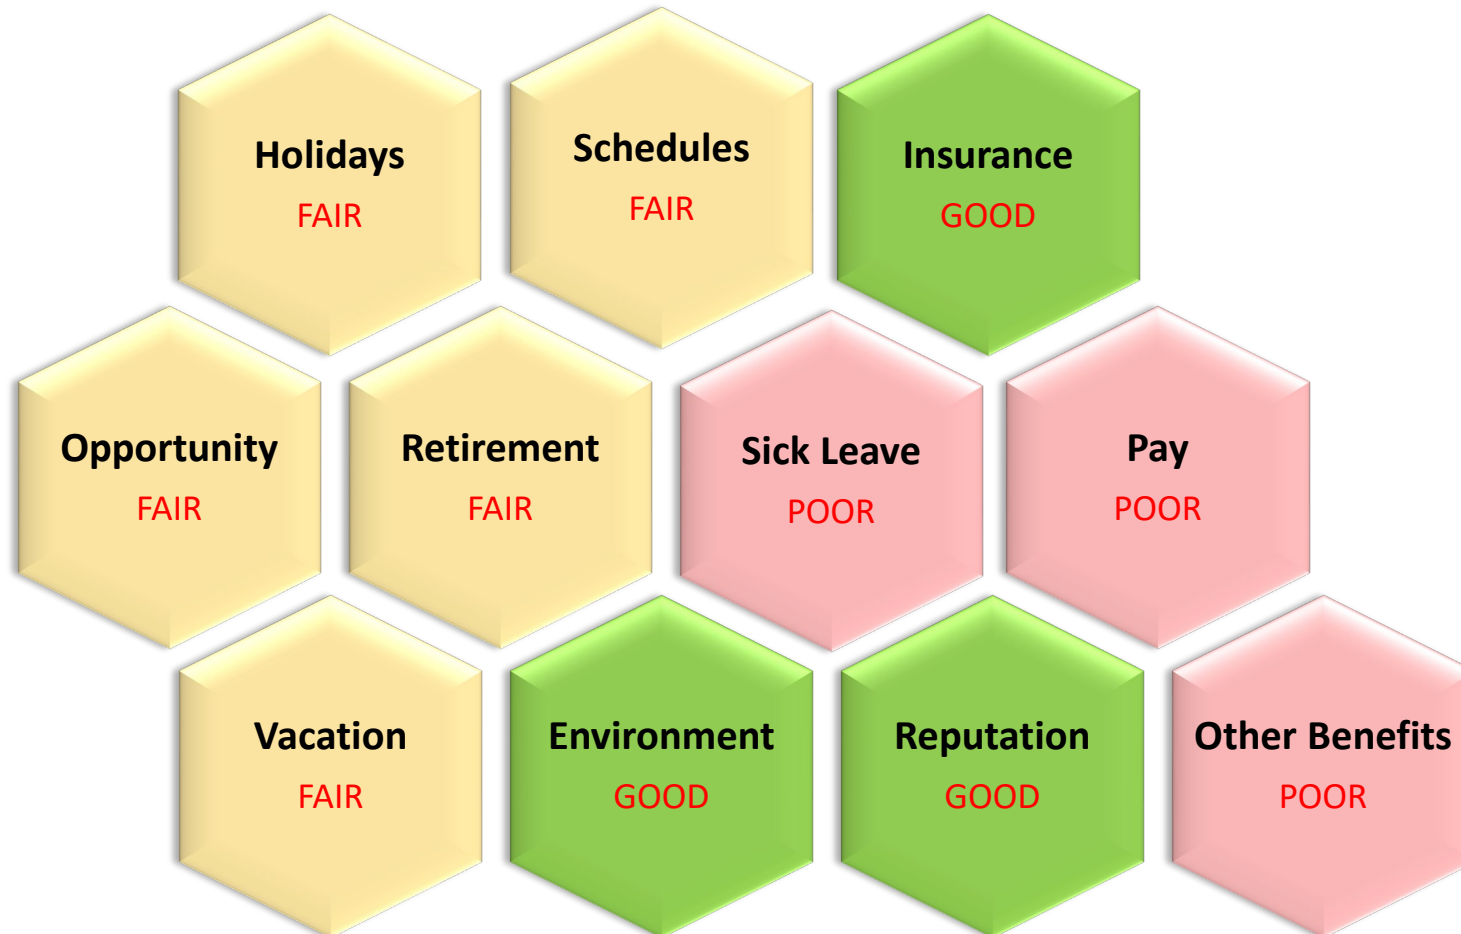 Holidays
FAIR
Schedules
FAIR
Insurance
GOOD
Opportunity
FAIR
Retirement
FAIR
Sick Leave
POOR
Pay
POOR
Vacation
FAIR
Environment
GOOD
Reputation
GOOD
Other Benefits
POOR